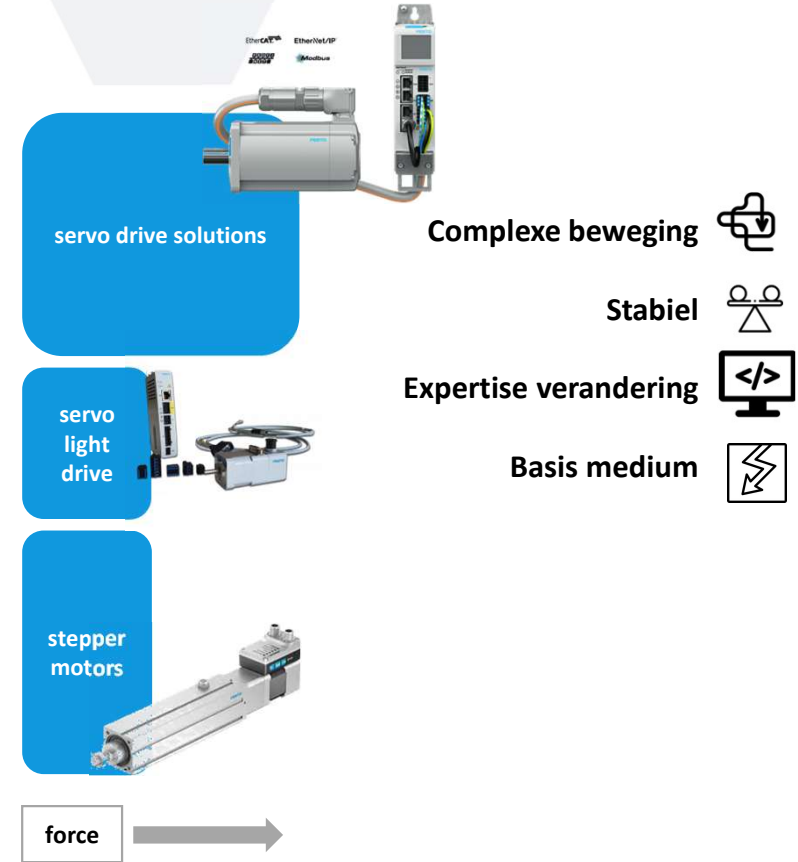 EtherCAT EtherNet/IP
Modbus
FESTO
servo drive solutions
Complexe beweging
Stabiel
Expertise verandering
</>
Basis medium
servo
light
drive
stepper
motors
force